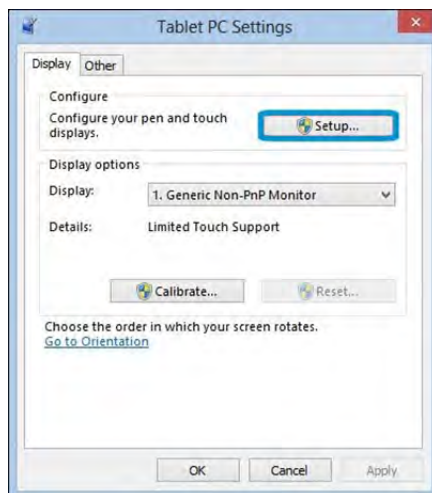 Tablet PC Settings
Display Other
Configure
Configure your pen and touch
displays.
Setup...
Display options
Display: 1. Generic Non-PnP Monitor
Details: Limited Touch Support
Calibrate... Reset...
Choose the order in which your screen rotates.
Go to Orientation
OK Cancel Apply